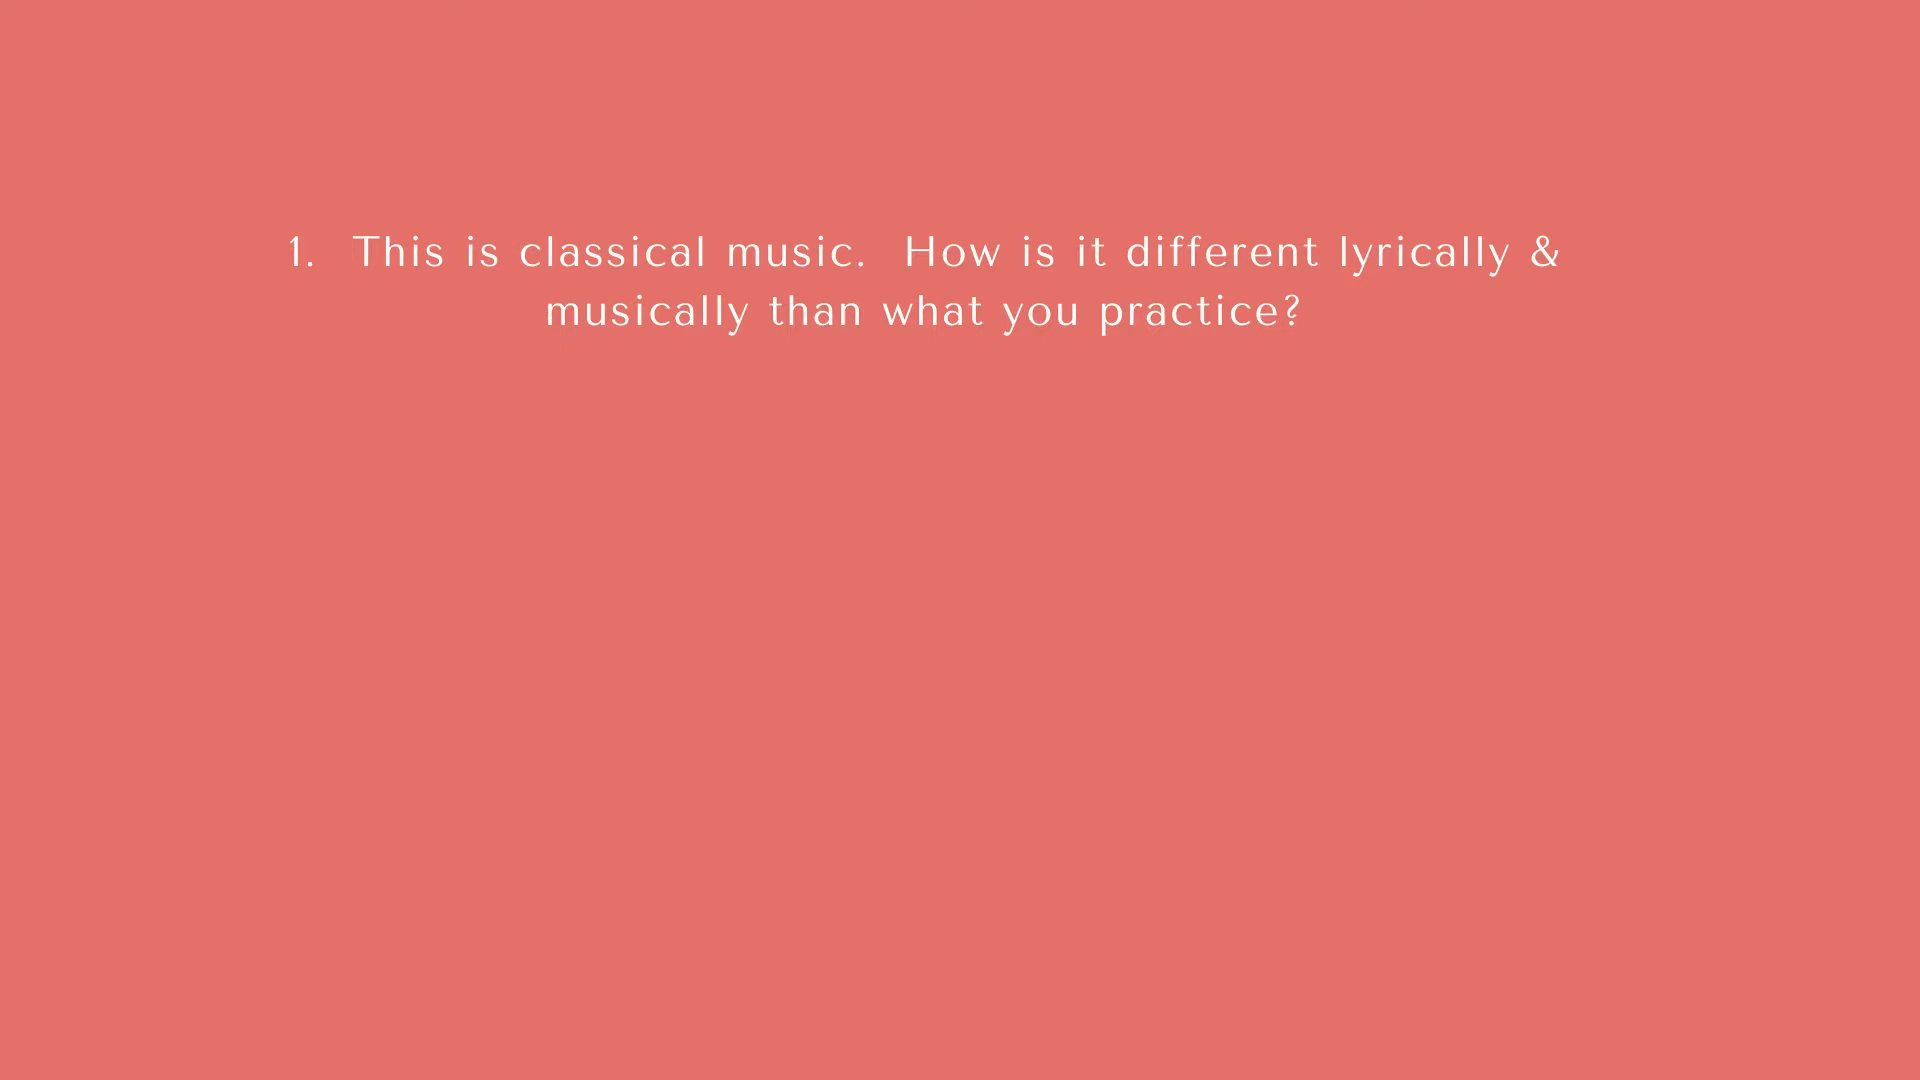 1.  This is classical music.  How is it different lyrically &
musically than what you practice?